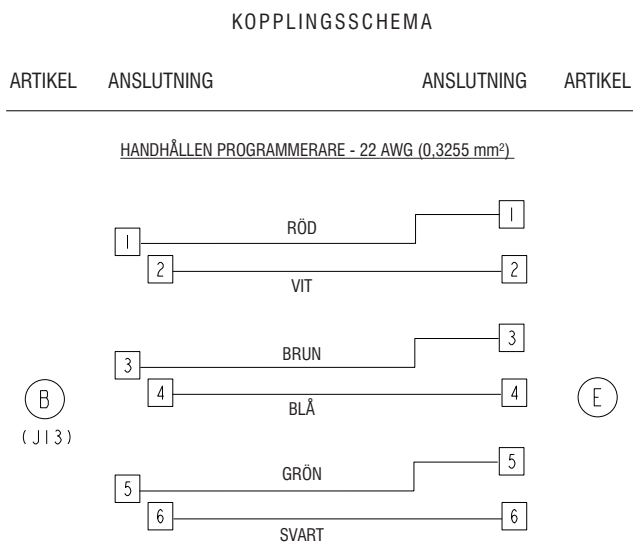 KOPPLINGSSCHEMA
ARTIKEL ANSLUTNING ANSLUTNING ARTIKEL
HANDHÅLLEN PROGRAMMERARE - 22 AWG (0,3255 mm²)
1 RÖD 1
2 VIT 2
3 BRUN 3
4 BLÅ 4
B E
(J13)
5 GRÖN 5
6 SVART 6